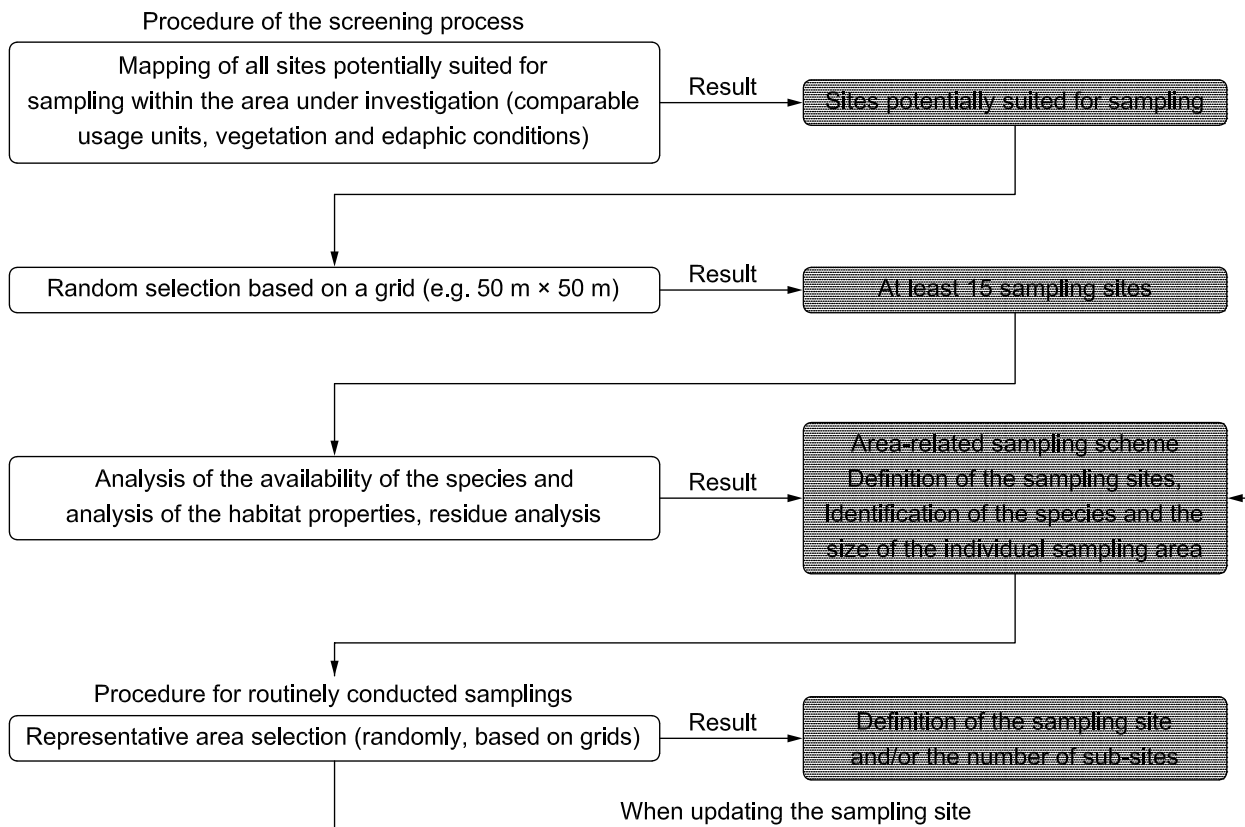 Procedure of the screening process
Mapping of all sites potentially suited for
sampling within the area under investigation (comparable
usage units, vegetation and edaphic conditions)
Result
Sites potentially suited for sampling
Random selection based on a grid (e.g. 50 m × 50 m)
Result
At least 15 sampling sites
Analysis of the availability of the species and
analysis of the habitat properties, residue analysis
Result
Area-related sampling scheme
Definition of the sampling sites,
Identification of the species and the
size of the individual sampling area
Procedure for routinely conducted samplings
Representative area selection (randomly, based on grids)
Result
Definition of the sampling site
and/or the number of sub-sites
When updating the sampling site